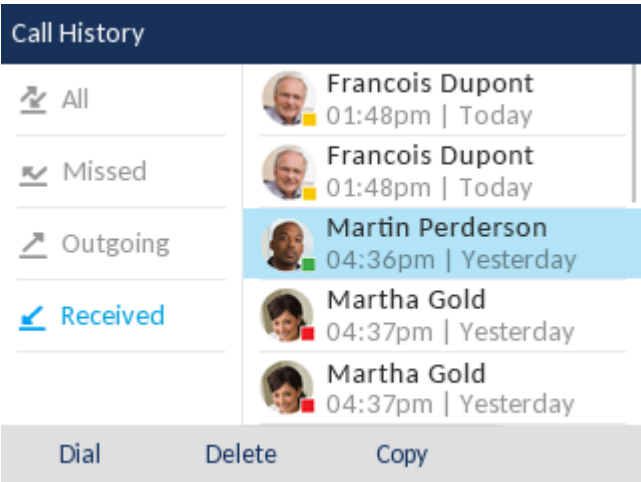 Call History
All
Missed
Outgoing
Received
Francois Dupont
01:48pm | Today
Francois Dupont
01:48pm | Today
Martin Perderson
04:36pm | Yesterday
Martha Gold
04:37pm | Yesterday
Martha Gold
04:37pm | Yesterday
Dial Delete Copy